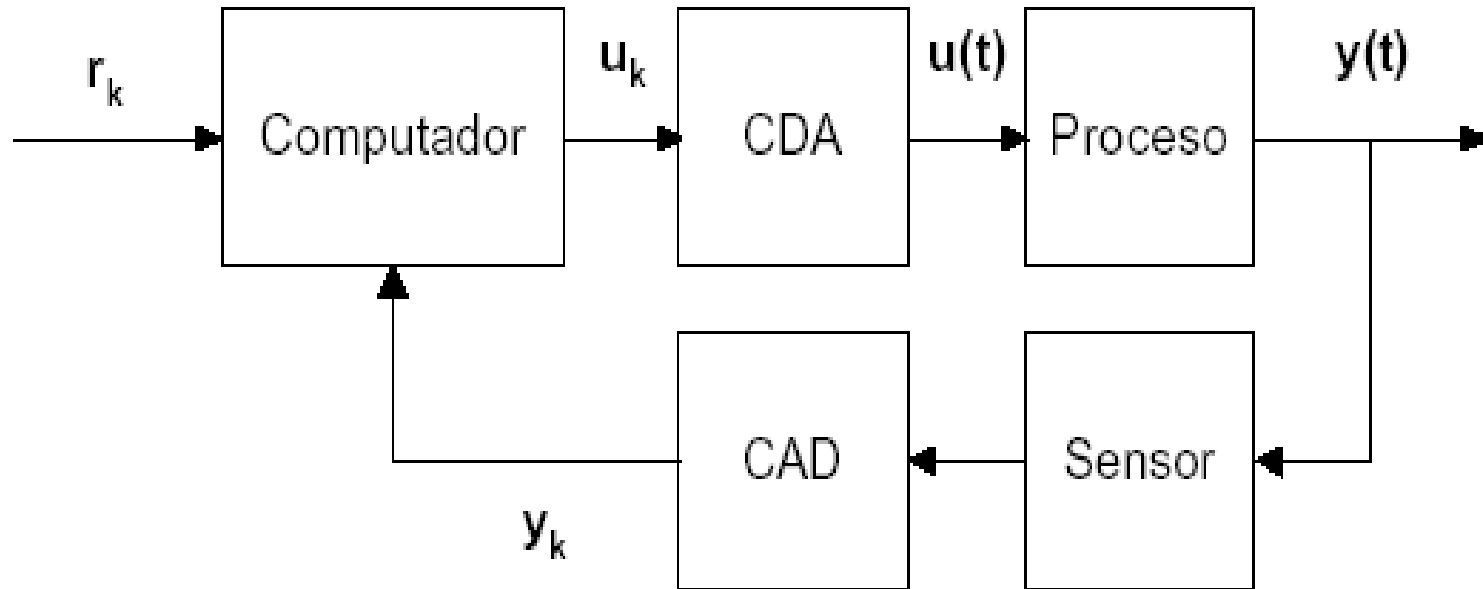 r_k
Computador
u_k
CDA
u(t)
Proceso
y(t)
CAD
Sensor
y_k